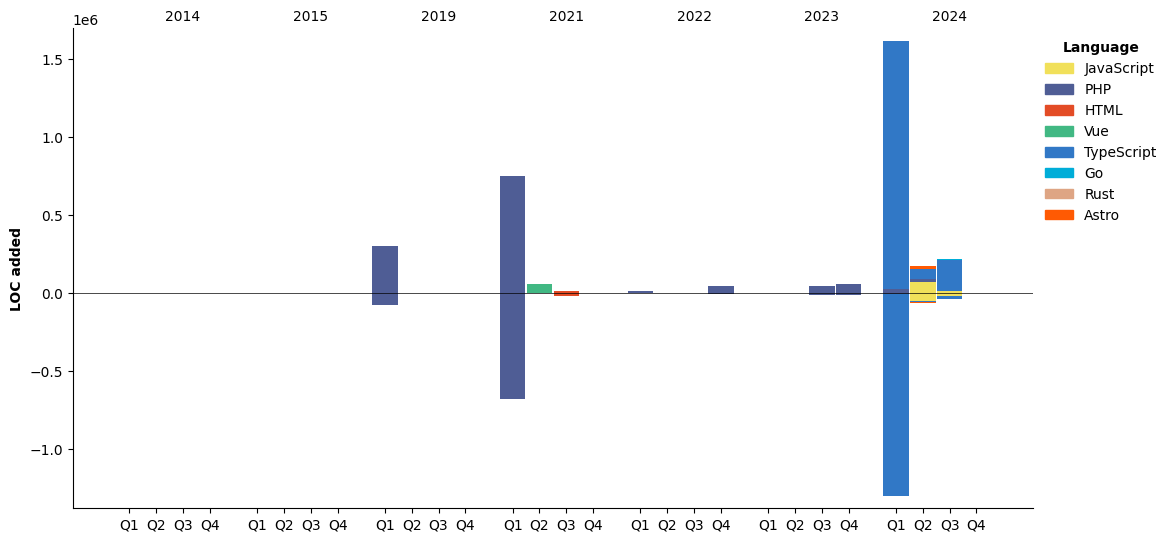 1e6
2014 2015 2019 2021 2022 2023 2024
Language
JavaScript
PHP
HTML
Vue
TypeScript
Go
Rust
Astro
LOC added
1.5
1.0
0.5
0.0
−0.5
−1.0
Q1 Q2 Q3 Q4 Q1 Q2 Q3 Q4 Q1 Q2 Q3 Q4 Q1 Q2 Q3 Q4 Q1 Q2 Q3 Q4 Q1 Q2 Q3 Q4 Q1 Q2 Q3 Q4